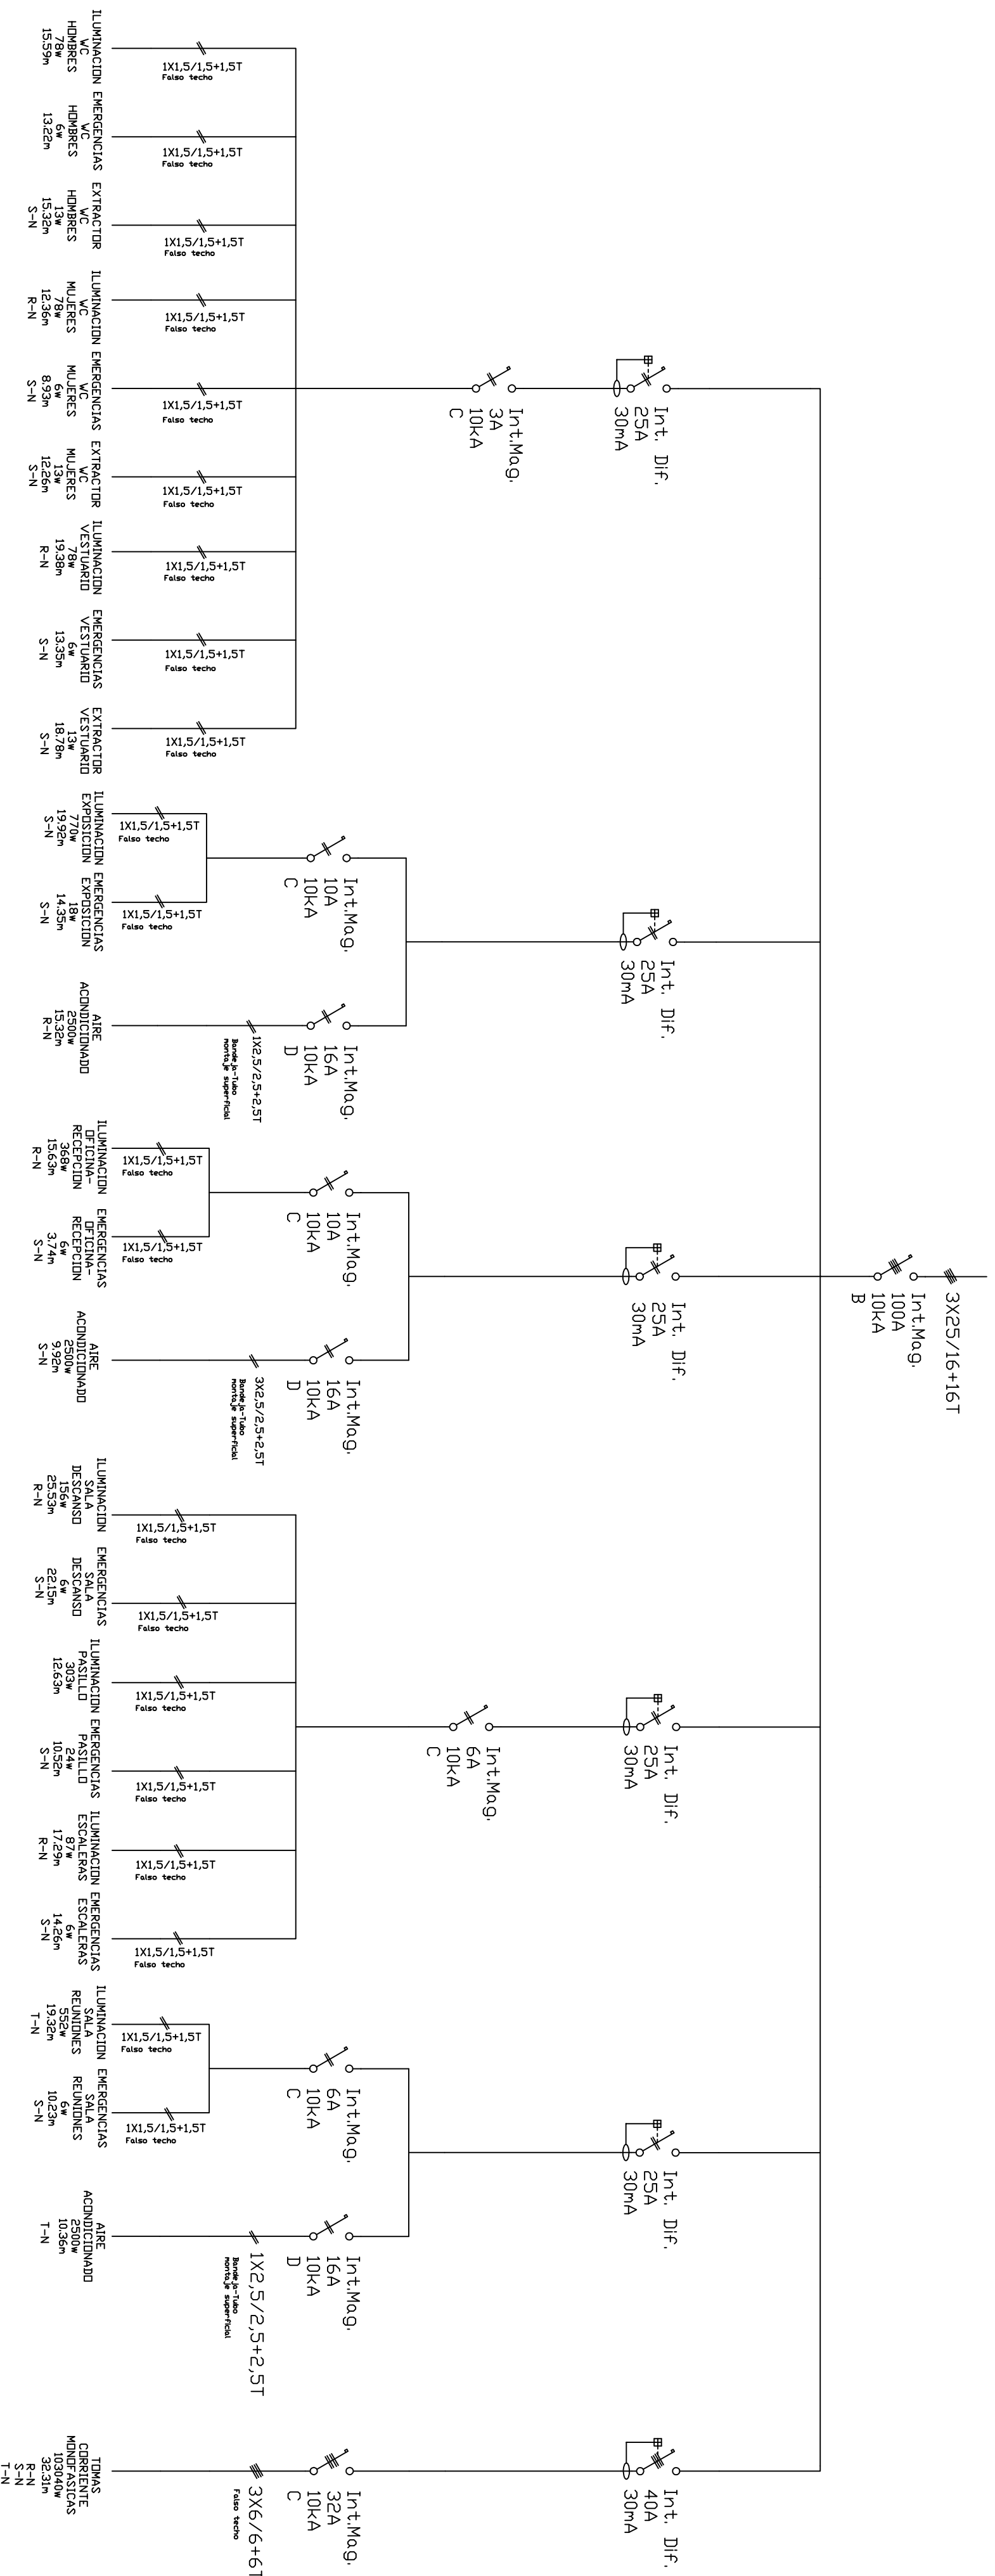 3X25/16+16T
Int.Mag.
100A
10kA
B
Int. Dif.
25A
30mA
Int.Mag.
3A
10kA
C
1X1,5/1,5+1,5T
Falso techo
ILUMINACION
WC
HOMBRES
78w
15.59m
1X1,5/1,5+1,5T
Falso techo
EMERGENCIAS
WC
HOMBRES
6w
13.22m
1X1,5/1,5+1,5T
Falso techo
EXTRACTOR
WC
HOMBRES
13w
15.32m
S-N
1X1,5/1,5+1,5T
Falso techo
ILUMINACION
WC
MUJERES
78w
12.36m
R-N
1X1,5/1,5+1,5T
Falso techo
EMERGENCIAS
WC
MUJERES
6w
8.93m
S-N
1X1,5/1,5+1,5T
Falso techo
EXTRACTOR
WC
MUJERES
13w
12.26m
S-N
1X1,5/1,5+1,5T
Falso techo
ILUMINACION
VESTUARIO
78w
19.38m
R-N
1X1,5/1,5+1,5T
Falso techo
EMERGENCIAS
VESTUARIO
6w
13.35m
S-N
1X1,5/1,5+1,5T
Falso techo
EXTRACTOR
VESTUARIO
13w
18.78m
S-N
Int. Dif.
25A
30mA
Int.Mag.
10A
10kA
C
1X1,5/1,5+1,5T
Falso techo
ILUMINACION
EXPOSICION
770w
19.92m
S-N
1X1,5/1,5+1,5T
Falso techo
EMERGENCIAS
EXPOSICION
18w
14.35m
S-N
Int.Mag.
16A
10kA
D
1X2,5/2,5+2,5T
Bandeja-Tubo
montaje superficial
AIRE
ACONDICIONADO
2500w
15.32m
R-N
Int. Dif.
25A
30mA
Int.Mag.
10A
10kA
C
1X1,5/1,5+1,5T
Falso techo
ILUMINACION
OFICINA-
RECEPCION
368w
15.63m
R-N
1X1,5/1,5+1,5T
Falso techo
EMERGENCIAS
OFICINA-
RECEPCION
6w
3.74m
S-N
Int.Mag.
16A
10kA
D
3X2,5/2,5+2,5T
Bandeja-Tubo
montaje superficial
AIRE
ACONDICIONADO
2500w
9.92m
S-N
Int. Dif.
25A
30mA
Int.Mag.
6A
10kA
C
1X1,5/1,5+1,5T
Falso techo
ILUMINACION
SALA
DESCANSO
156w
25.53m
R-N
1X1,5/1,5+1,5T
Falso techo
EMERGENCIAS
SALA
DESCANSO
6w
22.15m
S-N
1X1,5/1,5+1,5T
Falso techo
ILUMINACION
PASILLO
303w
12.63m
1X1,5/1,5+1,5T
Falso techo
EMERGENCIAS
PASILLO
24w
10.52m
S-N
1X1,5/1,5+1,5T
Falso techo
ILUMINACION
ESCALERAS
87w
17.29m
R-N
1X1,5/1,5+1,5T
Falso techo
EMERGENCIAS
ESCALERAS
6w
14.26m
S-N
Int. Dif.
25A
30mA
Int.Mag.
6A
10kA
C
1X1,5/1,5+1,5T
Falso techo
ILUMINACION
SALA
REUNIONES
552w
19.32m
T-N
1X1,5/1,5+1,5T
Falso techo
EMERGENCIAS
SALA
REUNIONES
6w
10.23m
S-N
Int.Mag.
16A
10kA
D
1X2,5/2,5+2,5T
Bandeja-Tubo
montaje superficial
AIRE
ACONDICIONADO
2500w
10.36m
T-N
Int. Dif.
40A
30mA
Int.Mag.
32A
10kA
C
3X6/6+6T
Falso techo
TOMAS
CORRIENTE
MONOFASICAS
103040w
32.31m
R-N
S-N
T-N